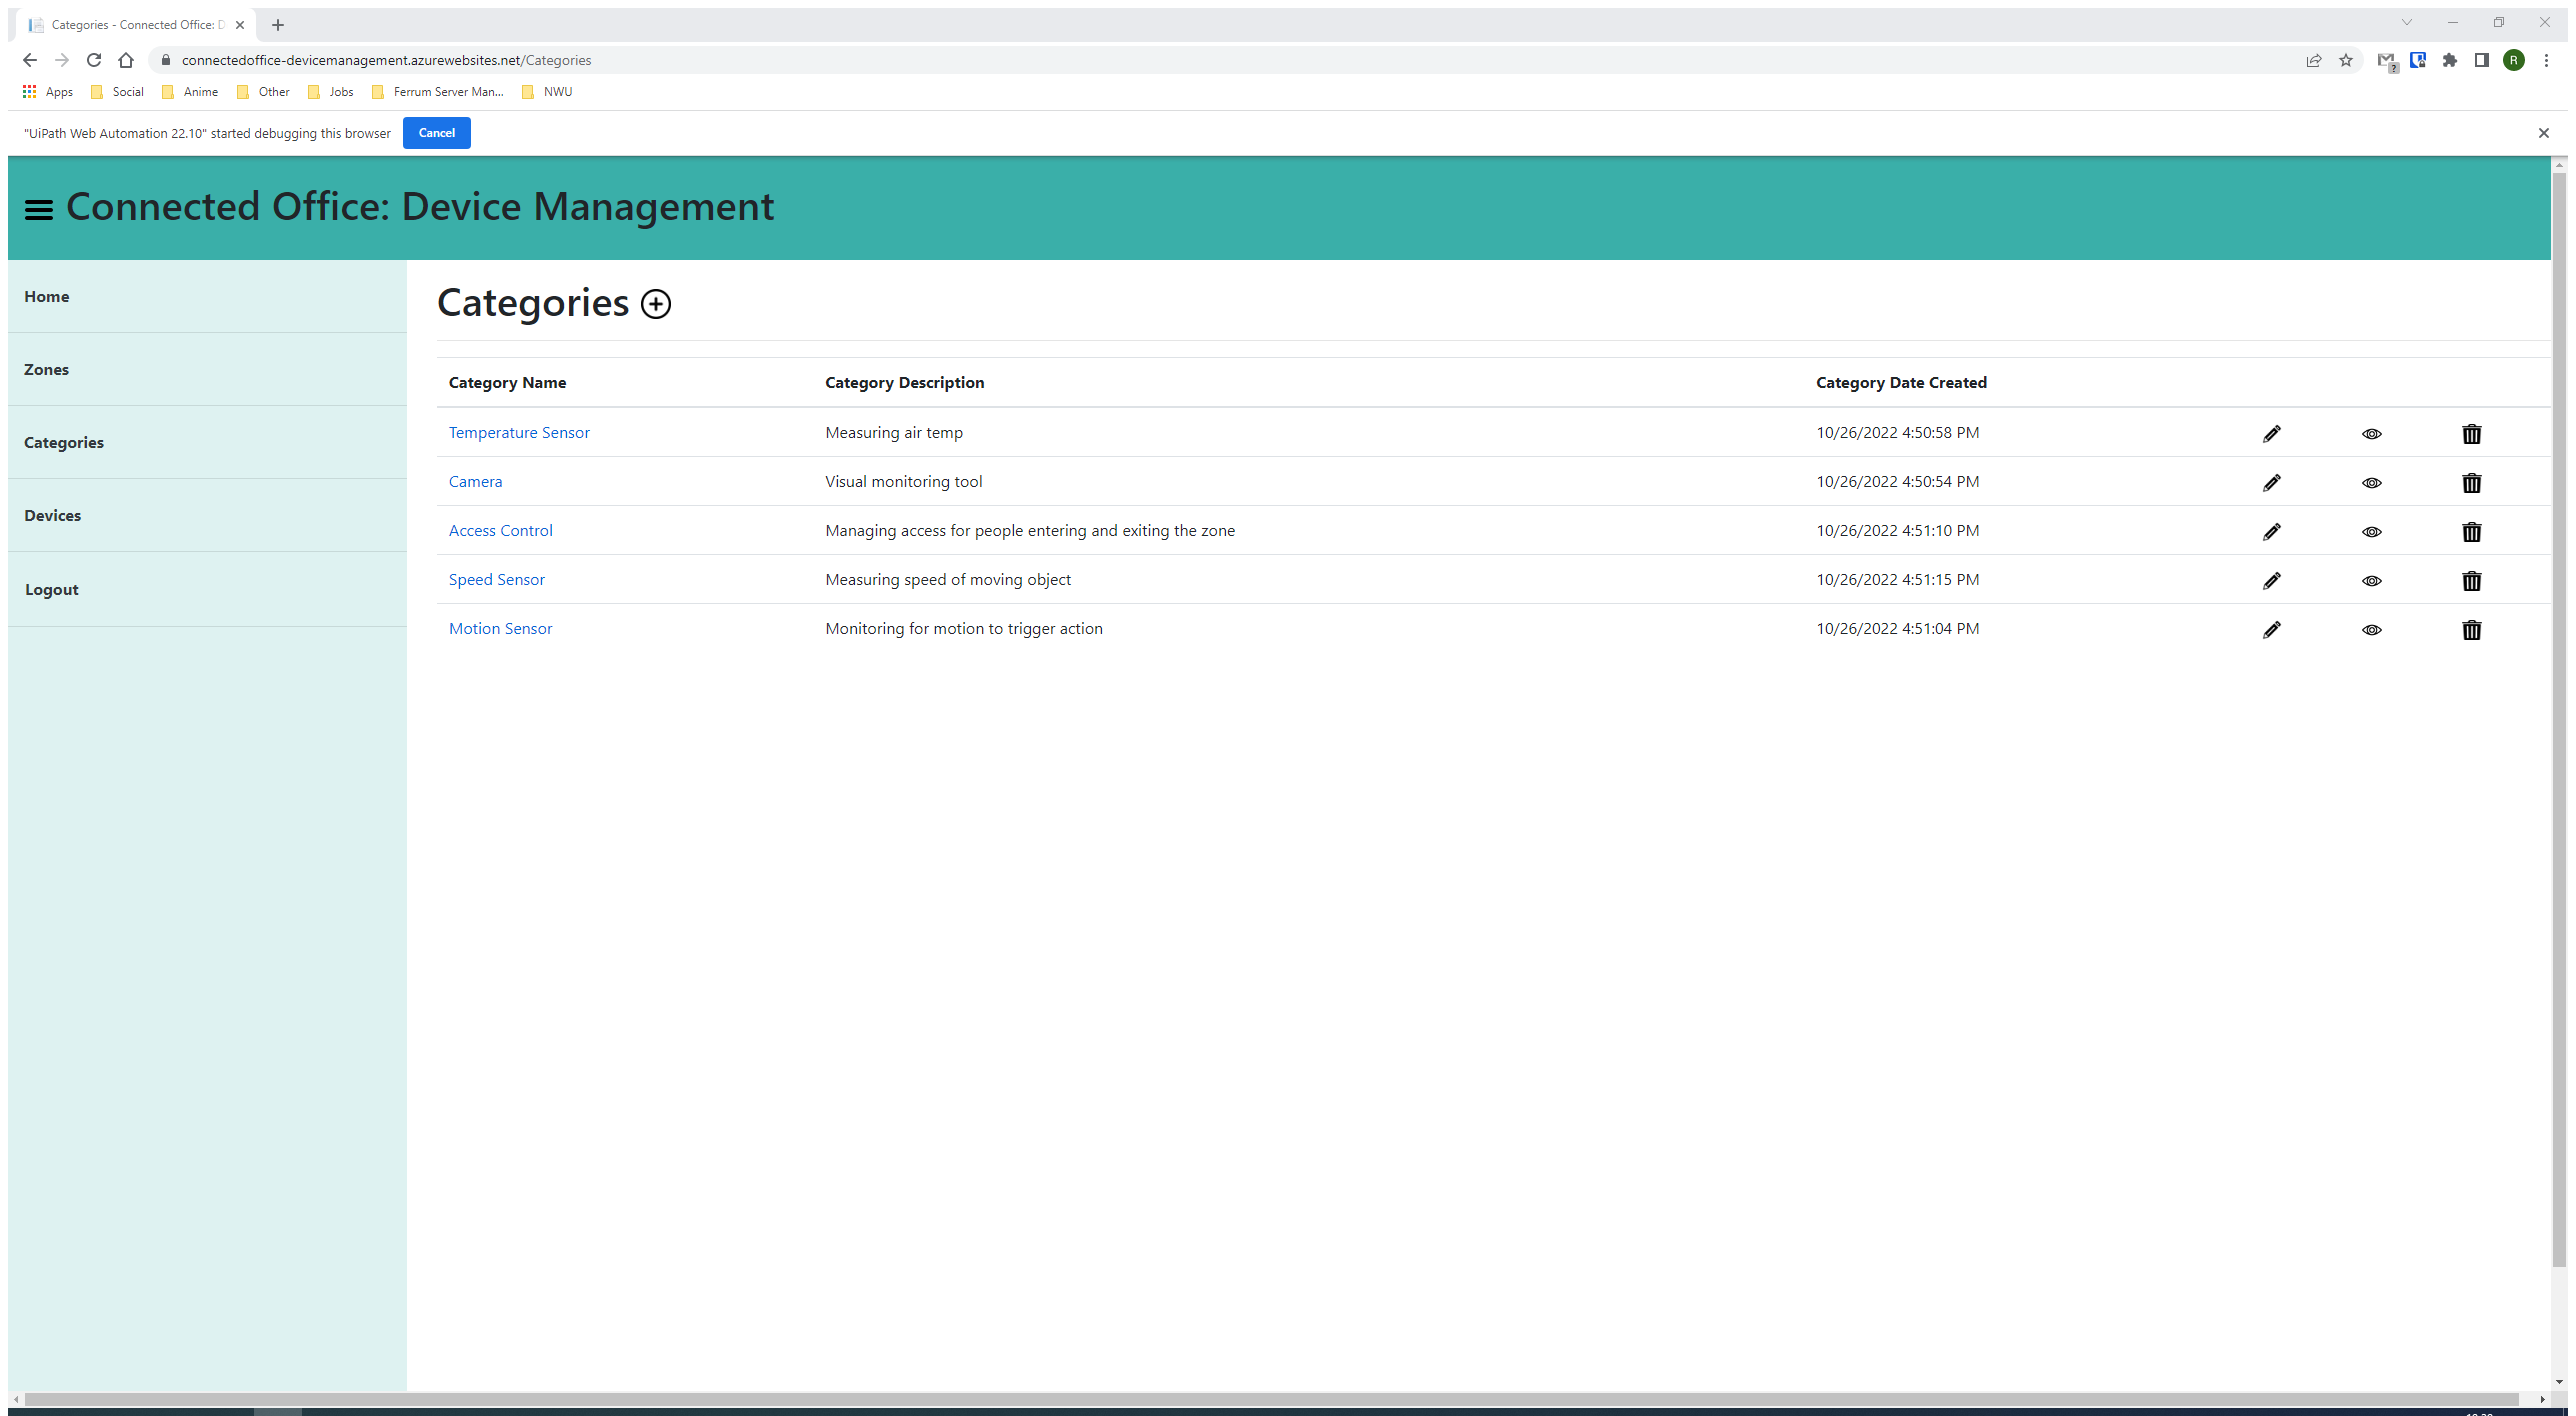 Categories - Connected Office: D
connectedoffice-devicemanagement.azurewebsites.net/Categories
R
Apps Social Anime Other Jobs Ferrum Server Man... NWU
"UiPath Web Automation 22.10" started debugging this browser Cancel
Connected Office: Device Management
Home
Zones
Categories
Devices
Logout
Categories
Category Name Category Description Category Date Created
Temperature Sensor Measuring air temp 10/26/2022 4:50:58 PM
Camera Visual monitoring tool 10/26/2022 4:50:54 PM
Access Control Managing access for people entering and exiting the zone 10/26/2022 4:51:10 PM
Speed Sensor Measuring speed of moving object 10/26/2022 4:51:15 PM
Motion Sensor Monitoring for motion to trigger action 10/26/2022 4:51:04 PM